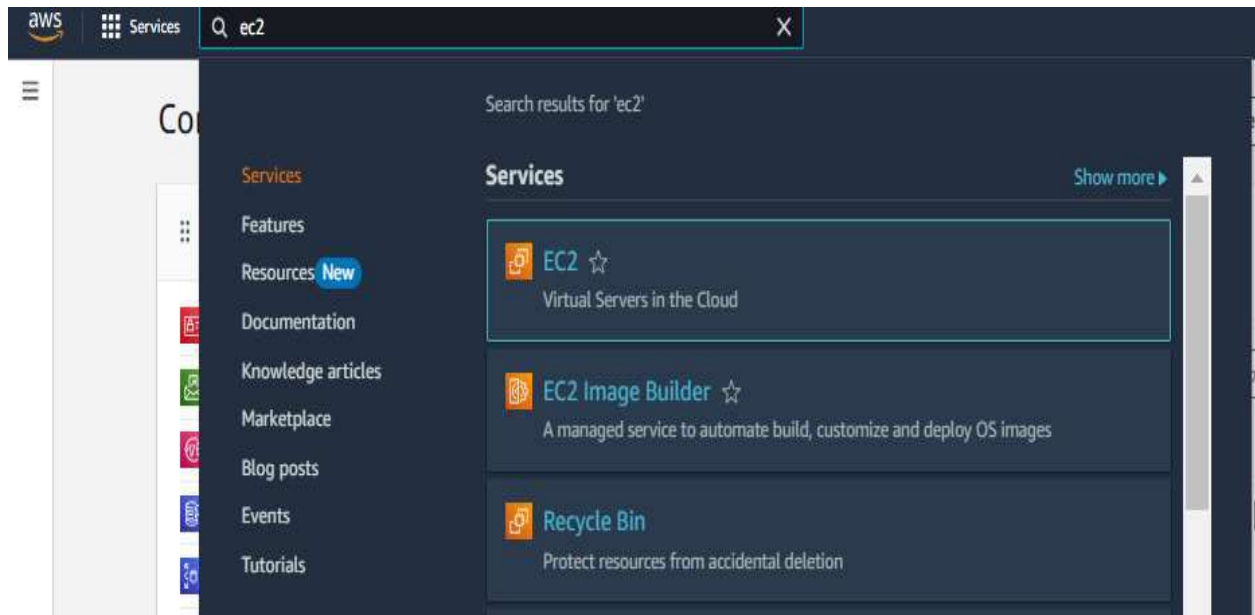 aws
Services
ec2
X
Search results for 'ec2'
Services
Features
Resources New
Documentation
Knowledge articles
Marketplace
Blog posts
Events
Tutorials
Services
Show more
EC2
Virtual Servers in the Cloud
EC2 Image Builder
A managed service to automate build, customize and deploy OS images
Recycle Bin
Protect resources from accidental deletion